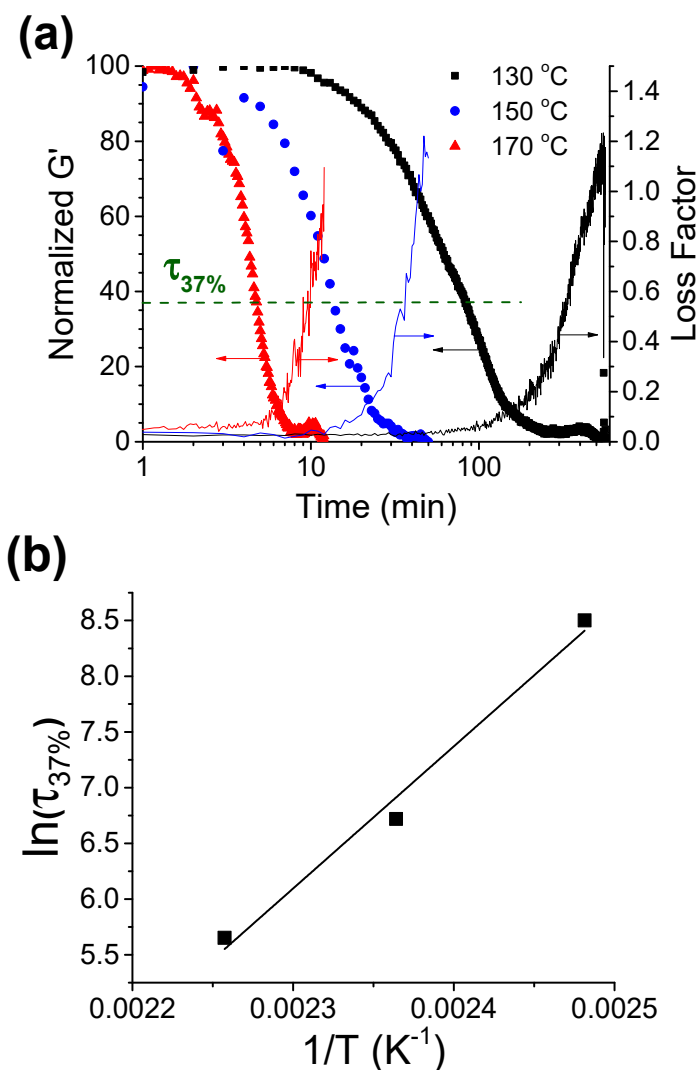 (a)
100
80
60
40
20
0
Normalized G'
130 °C
150 °C
170 °C
τ37%
1.4
1.2
1.0
0.8
0.6
0.4
0.2
0.0
Loss Factor
1
10
100
Time (min)
(b)
8.5
8.0
7.5
7.0
6.5
6.0
5.5
ln(τ37%)
0.0022
0.0023
0.0024
0.0025
1/T (K-1)